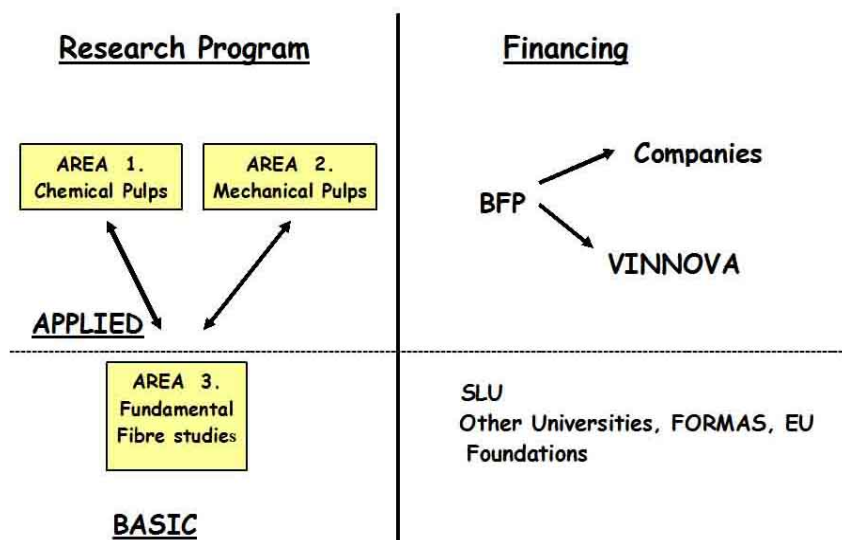 Research Program
Financing
AREA 1.
Chemical Pulps
AREA 2.
Mechanical Pulps
Companies
BFP
VINNOVA
APPLIED
AREA 3.
Fundamental
Fibre studies
SLU
Other Universities, FORMAS, EU
Foundations
BASIC